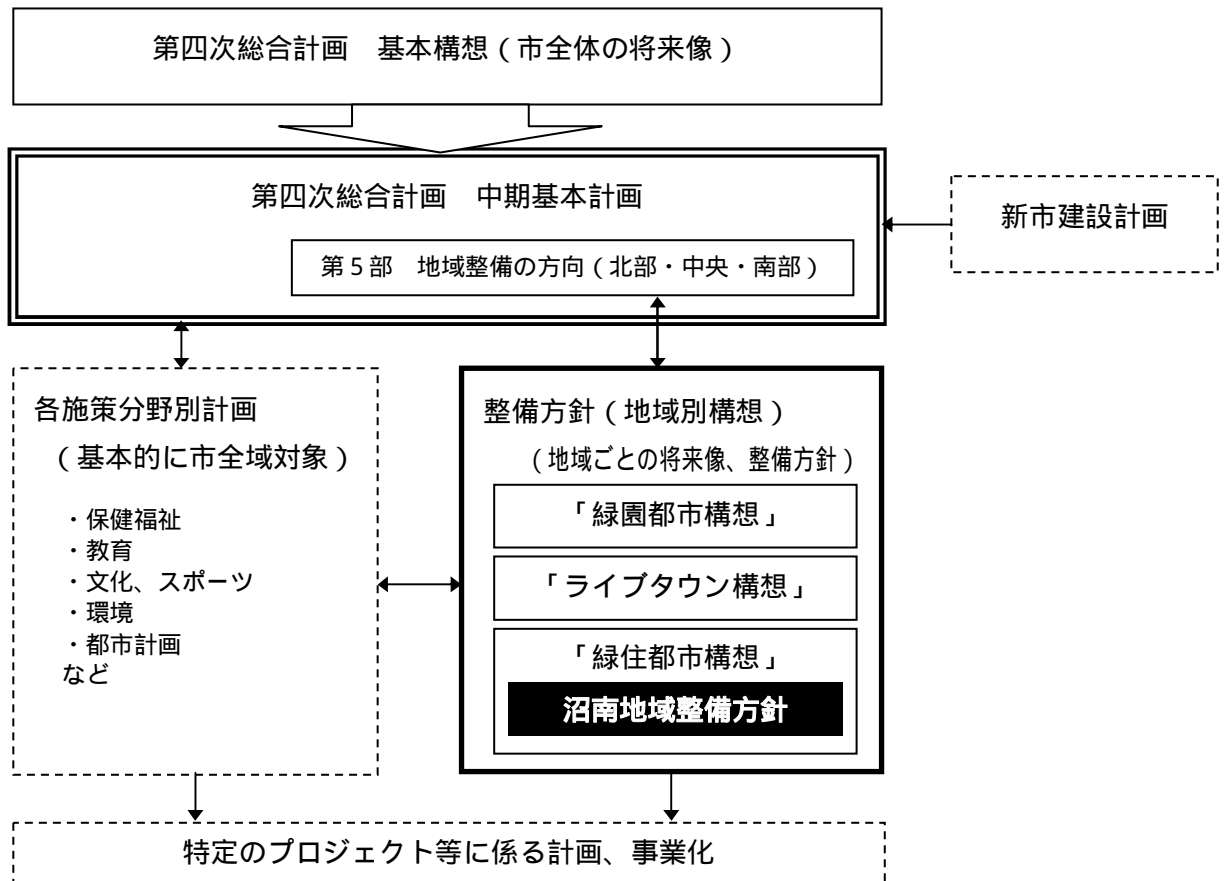 第四次総合計画　基本構想（市全体の将来像）
第四次総合計画　中期基本計画
新市建設計画
第５部　地域整備の方向（北部・中央・南部）
各施策分野別計画
（基本的に市全域対象）
・保健福祉
・教育
・文化、スポーツ
・環境
・都市計画
など
整備方針（地域別構想）
（地域ごとの将来像、整備方針）
「緑園都市構想」
「ライブタウン構想」
「緑住都市構想」
沼南地域整備方針
特定のプロジェクト等に係る計画、事業化